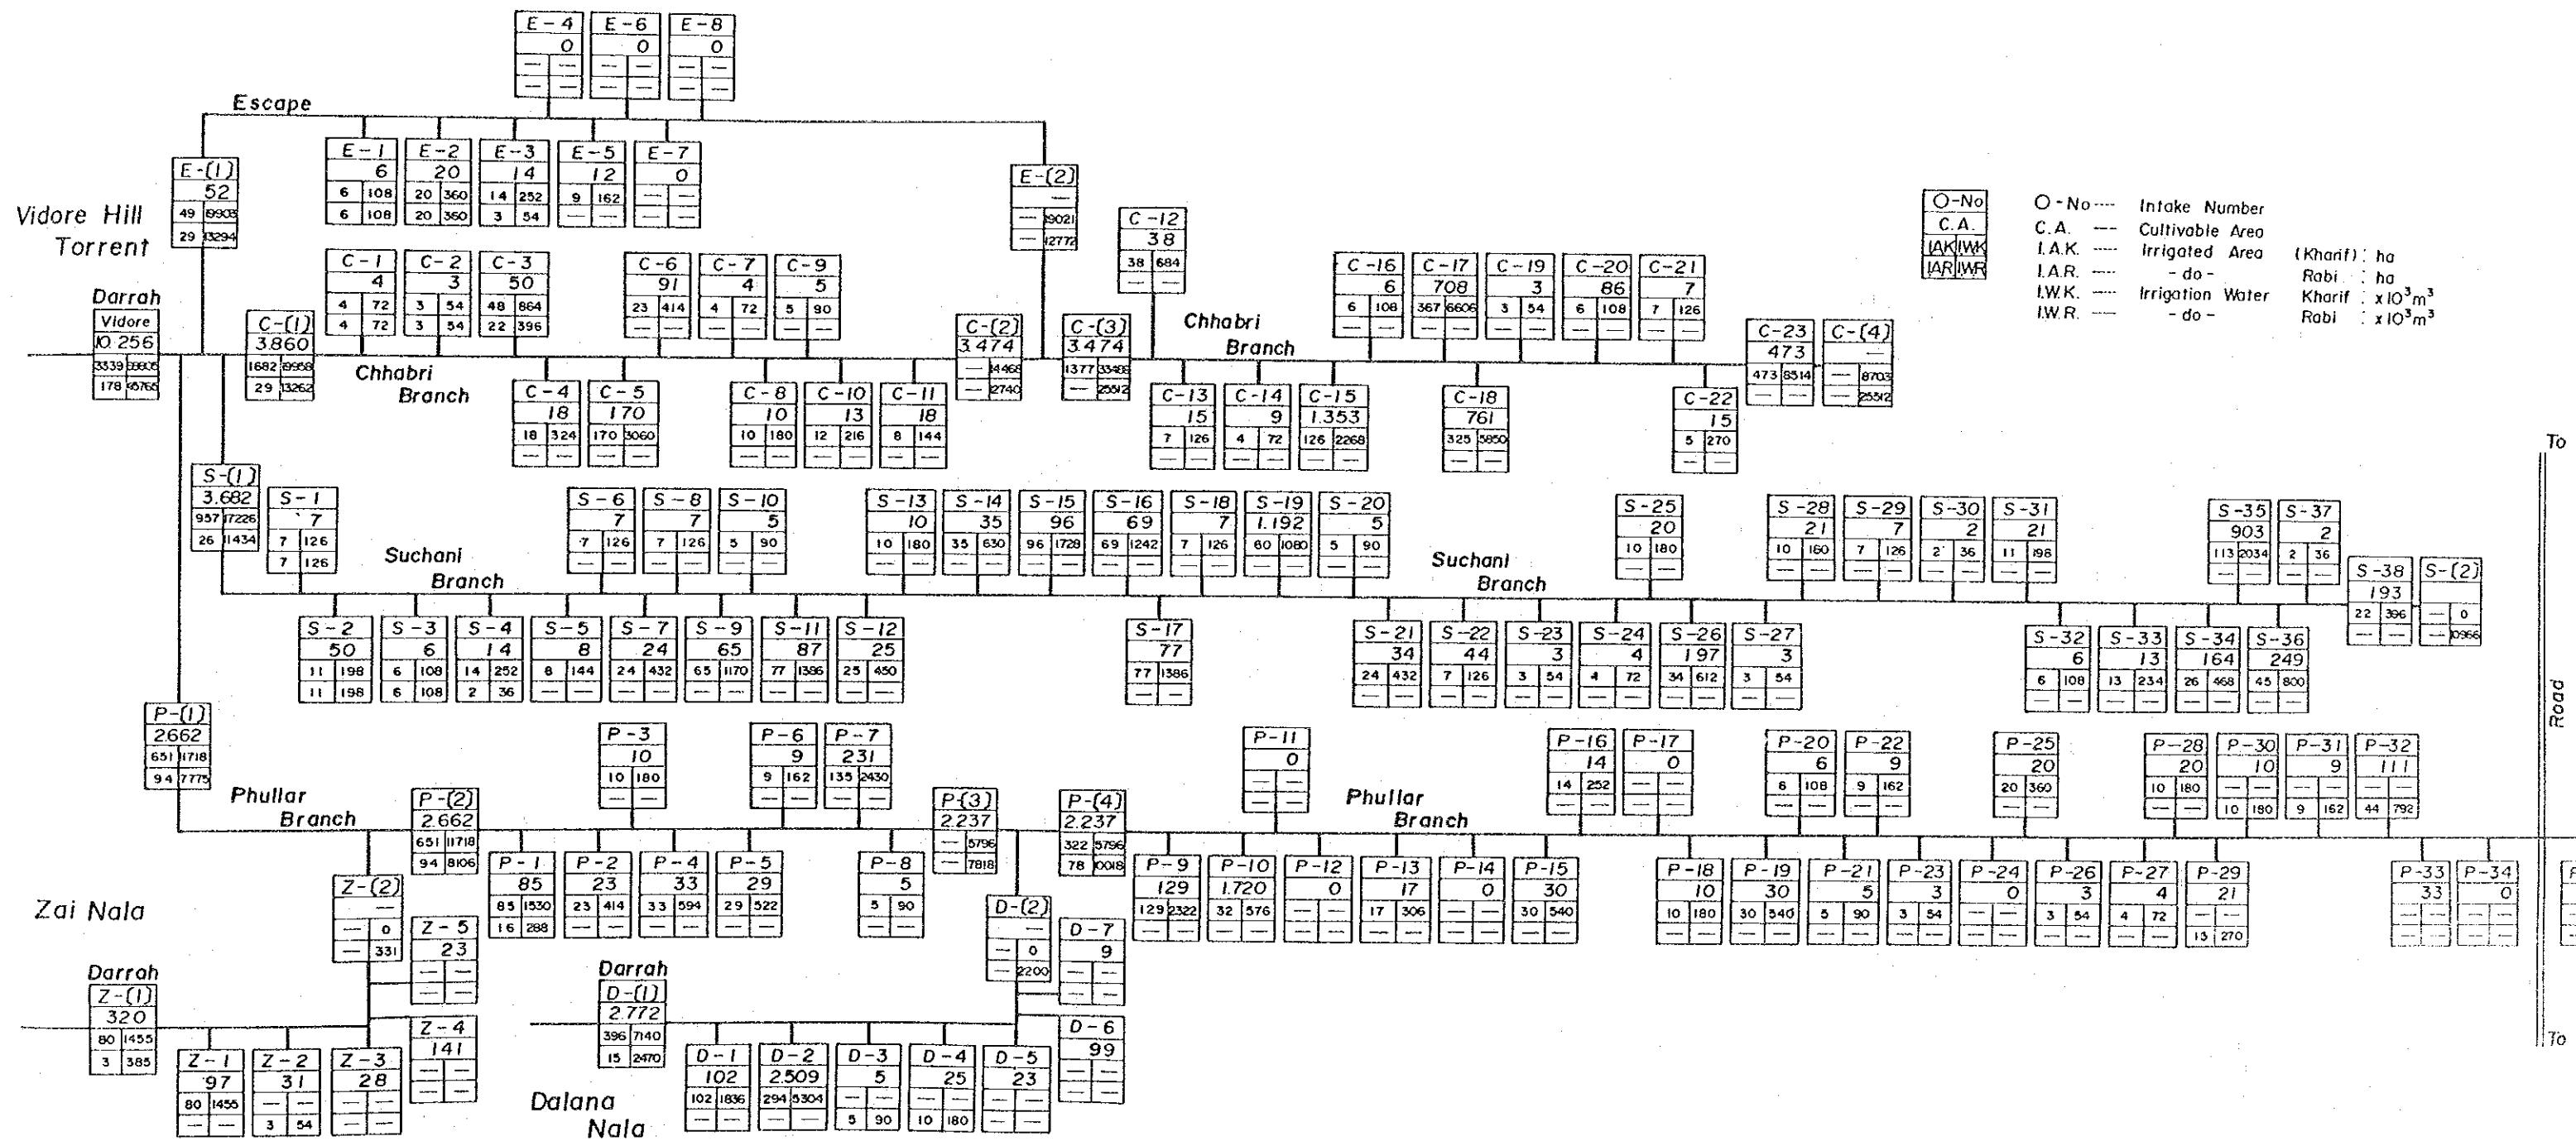 E-4
0
— —
— —
E-6
0
— —
— —
E-8
0
— —
— —
Escape
E-(1)
52
49
29
E-1
6
6 108
6 108
E-2
20
20 360
20 360
E-3
14
14 252
3 54
E-5
12
9 162
— —
E-7
0
— —
— —
E-(2)
—
— 19021
— 12772
Vidore Hill
Torrent
Darrah
Vidore
10.256
3339
178
C-(1)
3.860
1682 19958
29 13262
C-1
4
4 72
4 72
C-2
3
3 54
3 54
C-3
50
48 864
22 396
C-6
91
23 414
— —
C-7
4
4 72
— —
C-9
5
5 90
— —
Chhabri
Branch
C-4
18
18 324
— —
C-5
170
170 3060
— —
C-8
10
10 180
— —
C-10
13
12 216
— —
C-11
18
8 144
— —
C-(2)
3.474
— 14468
— 12740
C-(3)
3.474
1377 33489
— 25512
C-12
38
38 684
— —
Chhabri
Branch
C-13
15
7 126
— —
C-14
9
4 72
— —
C-15
1.353
126 2268
— —
C-16
6
6 108
— —
C-17
708
367 6606
— —
C-19
3
3 54
— —
C-20
86
6 108
— —
C-21
7
7 126
— —
C-18
761
325 5850
— —
C-22
15
5 270
— —
C-23
473
473 8514
— —
C-(4)
—
— 8703
— 25512
O-No
C.A.
IAK IWK
IAR IWR
O-No ---- Intake Number
C.A. --- Cultivable Area
I.A.K. ---- Irrigated Area (Kharif) : ha
I.A.R. ---- - do - Rabi : ha
I.W.K. ---- Irrigation Water Kharif : x10³m³
I.W.R. ---- - do - Rabi : x10³m³
S-(1)
3.682
957 17226
26 11434
S-1
7
7 126
7 126
S-6
7
7 126
— —
S-8
7
7 126
— —
S-10
5
5 90
— —
S-13
10
10 180
— —
S-14
35
35 630
— —
S-15
96
96 1728
— —
S-16
69
69 1242
— —
S-18
7
7 126
— —
S-19
1.192
60 1080
— —
S-20
5
5 90
— —
S-25
20
10 180
— —
S-28
21
10 180
— —
S-29
7
7 126
— —
S-30
2
2 36
— —
S-31
21
11 198
— —
S-35
903
113 2034
— —
S-37
2
2 36
— —
S-38
193
22 396
— —
S-(2)
—
— 0
— 10966
Suchani
Branch
Suchani
Branch
S-2
50
11 198
11 198
S-3
6
6 108
6 108
S-4
14
14 252
2 36
S-5
8
8 144
— —
S-7
24
24 432
— —
S-9
65
65 1170
— —
S-11
87
77 1386
— —
S-12
25
25 450
— —
S-17
77
77 1386
— —
S-21
34
24 432
— —
S-22
44
7 126
— —
S-23
3
3 54
— —
S-24
4
4 72
— —
S-26
197
34 612
— —
S-27
3
3 54
— —
S-32
6
6 108
— —
S-33
13
13 234
— —
S-34
164
26 468
— —
S-36
249
45 800
— —
To
Road
To
P-(1)
2.662
651 11718
94 7775
Phullar
Branch
P-(2)
2.662
651 11718
94 8106
P-3
10
10 180
— —
P-6
9
9 162
— —
P-7
231
135 2430
— —
P-(3)
2.237
— 5796
— 7818
P-(4)
2.237
322 5796
78 10018
P-11
0
— —
— —
Phullar
Branch
P-16
14
14 252
— —
P-17
0
— —
— —
P-20
6
6 108
— —
P-22
9
9 162
— —
P-25
20
20 360
— —
P-28
20
10 180
— —
P-30
10
— —
10 180
P-31
9
— —
9 162
P-32
111
— —
44 792
P-1
85
85 1530
16 288
P-2
23
23 414
— —
P-4
33
33 594
— —
P-5
29
29 522
— —
P-8
5
5 90
— —
P-9
129
129 2322
— —
P-10
1.720
32 576
— —
P-12
0
— —
— —
P-13
17
17 306
— —
P-14
0
— —
— —
P-15
30
30 540
— —
P-18
10
10 180
— —
P-19
30
30 540
— —
P-21
5
5 90
— —
P-23
3
3 54
— —
P-24
0
— —
— —
P-26
3
3 54
— —
P-27
4
4 72
— —
P-29
21
— —
15 270
P-33
33
— —
— —
P-34
0
— —
— —
Zai Nala
Z-(2)
—
— 0
— 331
Z-5
23
— —
— —
Darrah
Z-(1)
320
80 1455
3 385
Z-1
97
80 1455
— —
Z-2
31
— —
3 54
Z-3
28
— —
— —
Z-4
141
— —
— —
Darrah
D-(1)
2.772
396 7140
15 2470
Dalana
Nala
D-1
102
102 1836
— —
D-2
2.509
294 5304
— —
D-3
5
— —
5 90
D-4
25
— —
10 180
D-5
23
— —
— —
D-(2)
—
— 0
— 2200
D-7
9
— —
— —
D-6
99
— —
— —